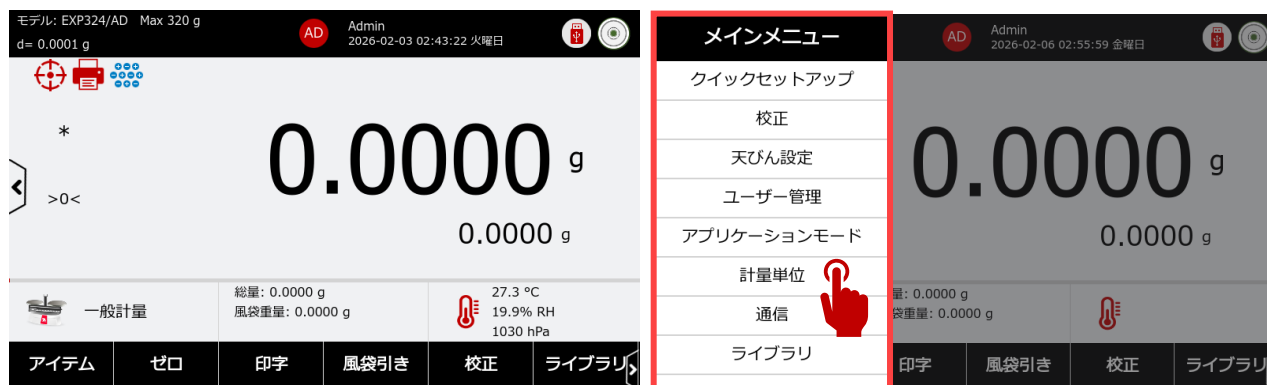 モデル: EXP324/AD Max 320 g
d= 0.0001 g
AD
Admin
2026-02-03 02:43:22 火曜日
*
0.0000 g
>0<
0.0000 g
一般計量
総量: 0.0000 g
風袋重量: 0.0000 g
27.3 °C
19.9% RH
1030 hPa
アイテム
ゼロ
印字
風袋引き
校正
ライブラリ
メインメニュー
クイックセットアップ
校正
天びん設定
ユーザー管理
アプリケーションモード
計量単位
通信
ライブラリ
AD
Admin
2026-02-06 02:55:59 金曜日
0.0000 g
0.0000 g
量: 0.0000 g
袋重量: 0.0000 g
印字
風袋引き
校正
ライブラリ